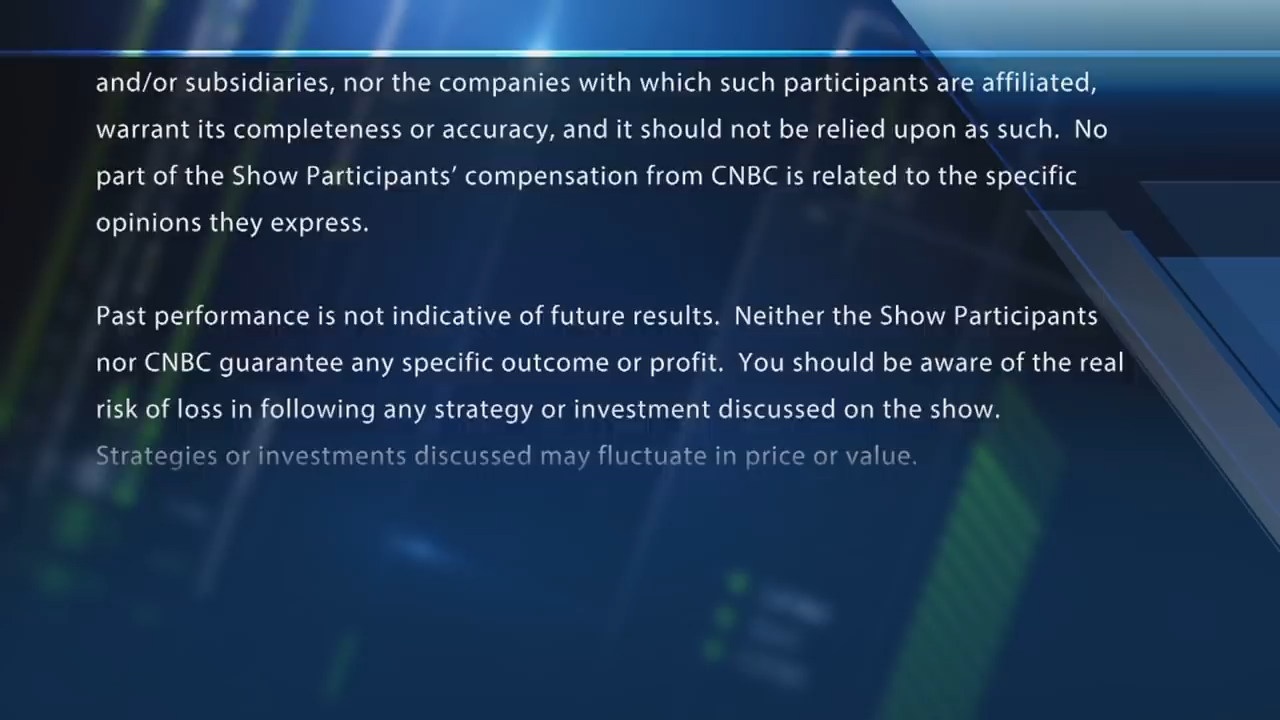 and/or subsidiaries, nor the companies with which such participants are affiliated,
warrant its completeness or accuracy, and it should not be relied upon as such.  No
part of the Show Participants’ compensation from CNBC is related to the specific
opinions they express.
Past performance is not indicative of future results.  Neither the Show Participants
nor CNBC guarantee any specific outcome or profit.  You should be aware of the real
risk of loss in following any strategy or investment discussed on the show.
Strategies or investments discussed may fluctuate in price or value.